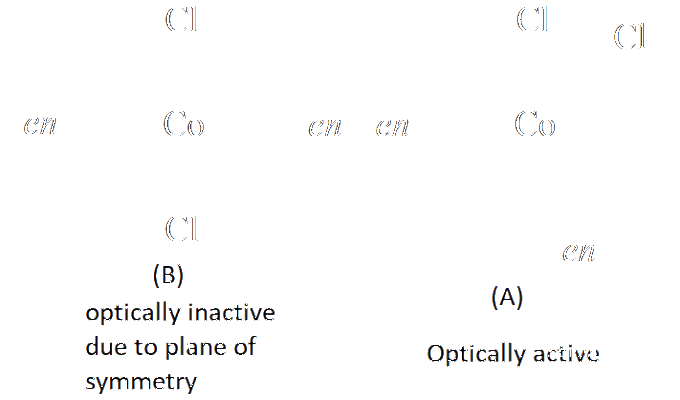 Cl
en Co en
Cl
(B)
optically inactive
due to plane of
symmetry
Cl
Cl
en Co
en
(A)
Optically active